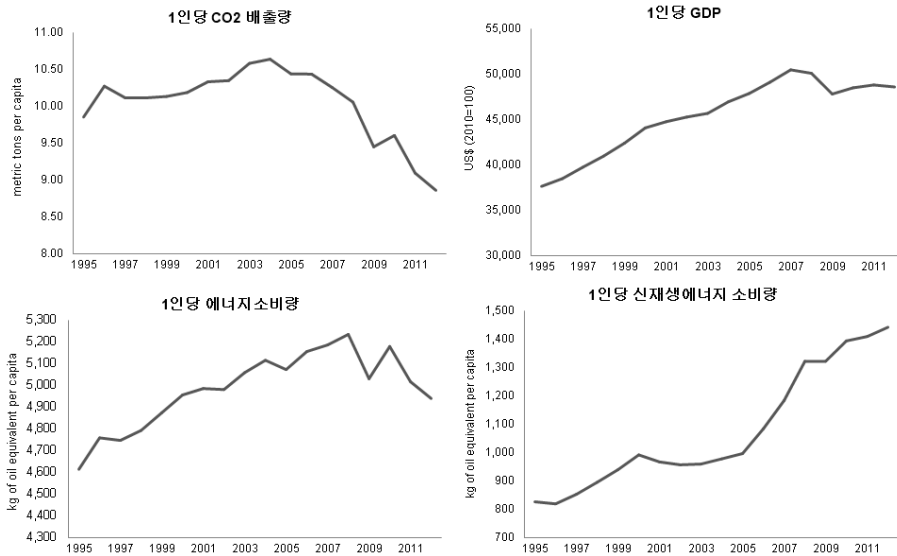 1인당 CO2 배출량
metric tons per capita
11.00
10.50
10.00
9.50
9.00
8.50
8.00
1995 1997 1999 2001 2003 2005 2007 2009 2011
1인당 GDP
US$ (2010=100)
55,000
50,000
45,000
40,000
35,000
30,000
1995 1997 1999 2001 2003 2005 2007 2009 2011
1인당 에너지소비량
kg of oil equivalent per capita
5,300
5,200
5,100
5,000
4,900
4,800
4,700
4,600
4,500
4,400
4,300
1995 1997 1999 2001 2003 2005 2007 2009 2011
1인당 신재생에너지 소비량
kg of oil equivalent per capita
1,500
1,400
1,300
1,200
1,100
1,000
900
800
700
1995 1997 1999 2001 2003 2005 2007 2009 2011